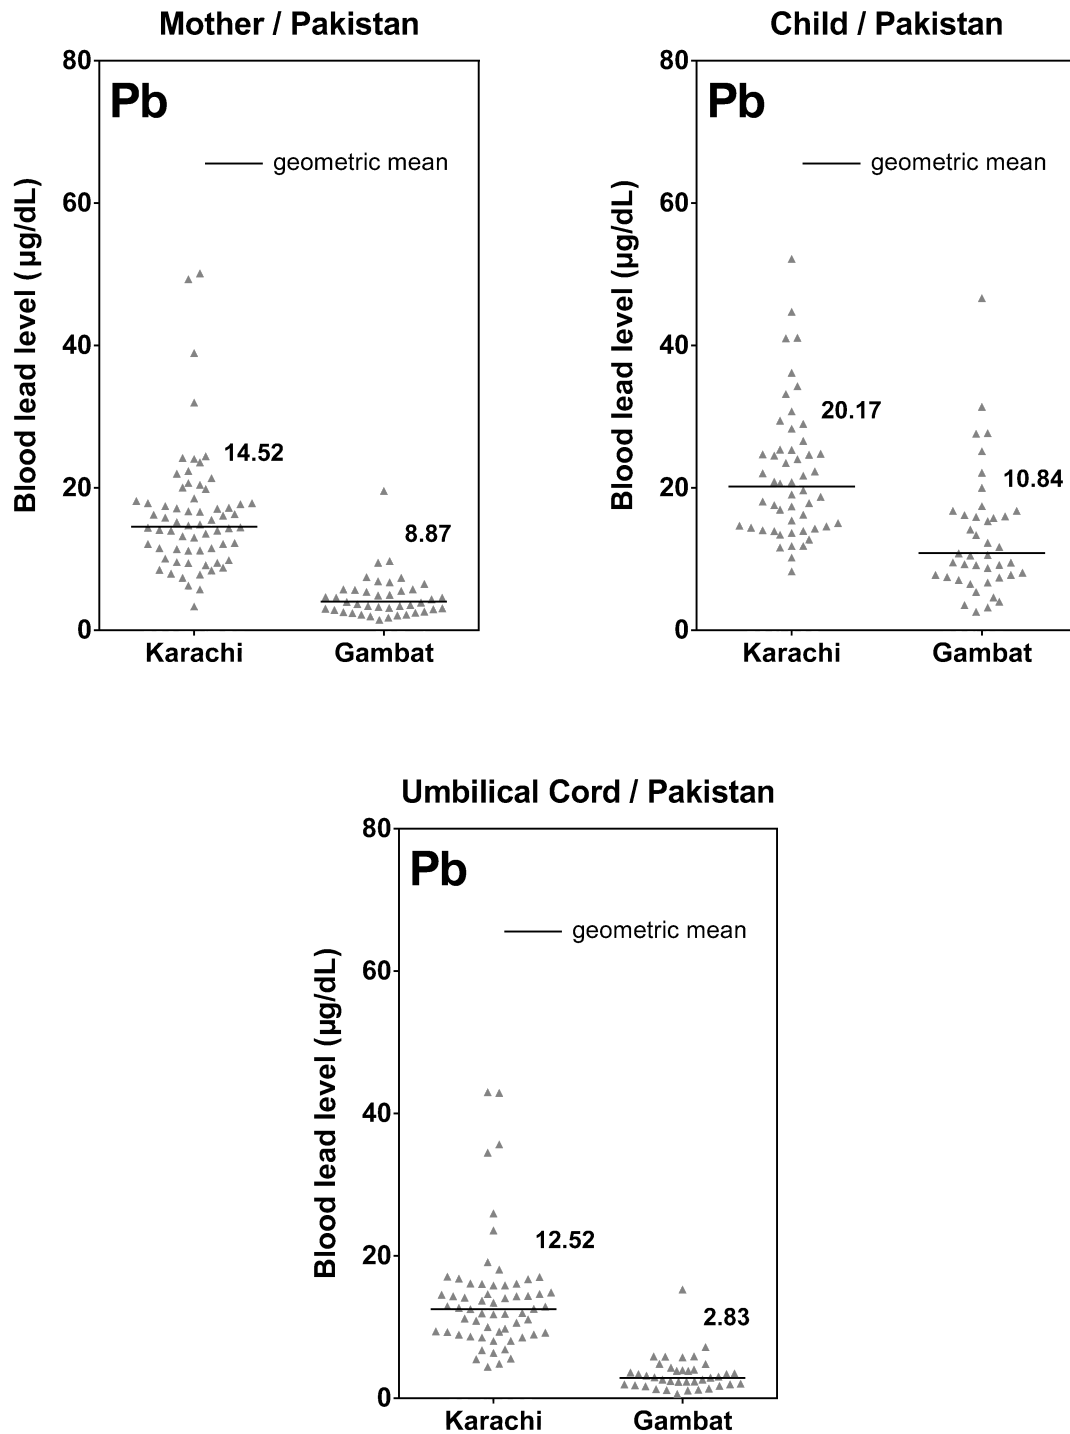 Mother / Pakistan
Pb
geometric mean
Blood lead level (µg/dL)
80
60
40
20
0
14.52
8.87
Karachi
Gambat
Child / Pakistan
Pb
geometric mean
Blood lead level (µg/dL)
80
60
40
20
0
20.17
10.84
Karachi
Gambat
Umbilical Cord / Pakistan
Pb
geometric mean
Blood lead level (µg/dL)
80
60
40
20
0
12.52
2.83
Karachi
Gambat